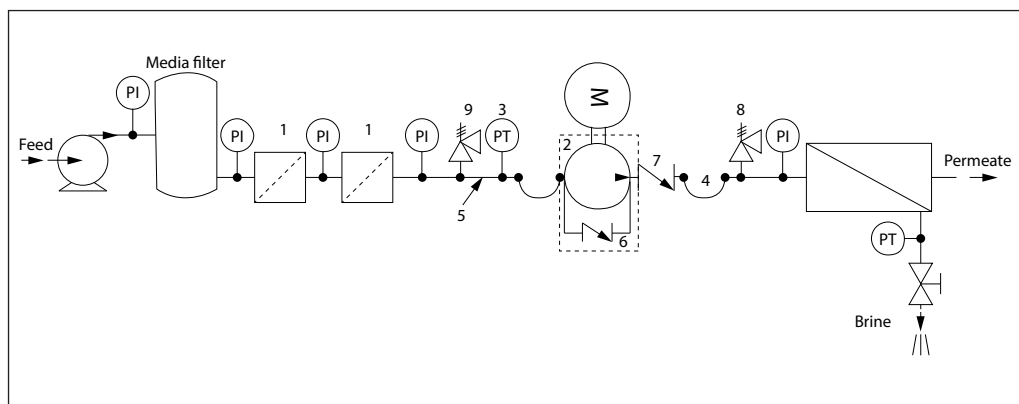 Media filter
Feed
PI
PI
1
PI
1
PI
9
3
PT
5
2
M
6
7
4
8
PI
Permeate
PT
Brine